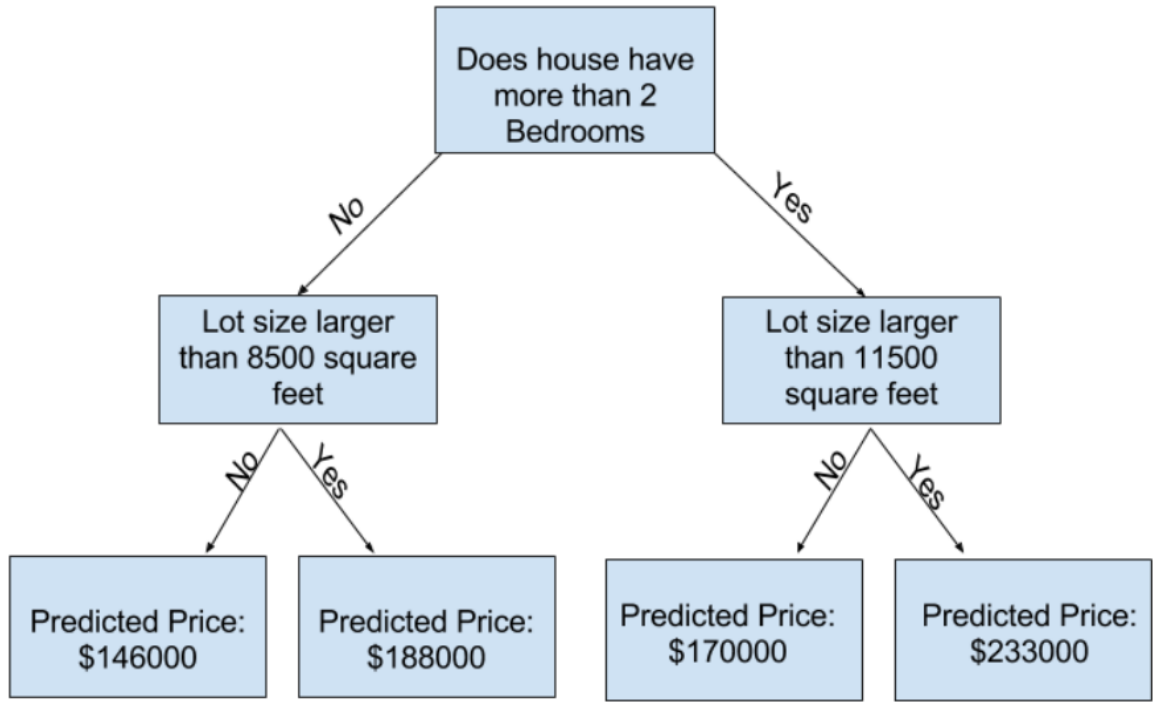 Does house have
more than 2
Bedrooms
No
Yes
Lot size larger
than 8500 square
feet
Lot size larger
than 11500
square feet
No
Yes
No
Yes
Predicted Price:
$146000
Predicted Price:
$188000
Predicted Price:
$170000
Predicted Price:
$233000